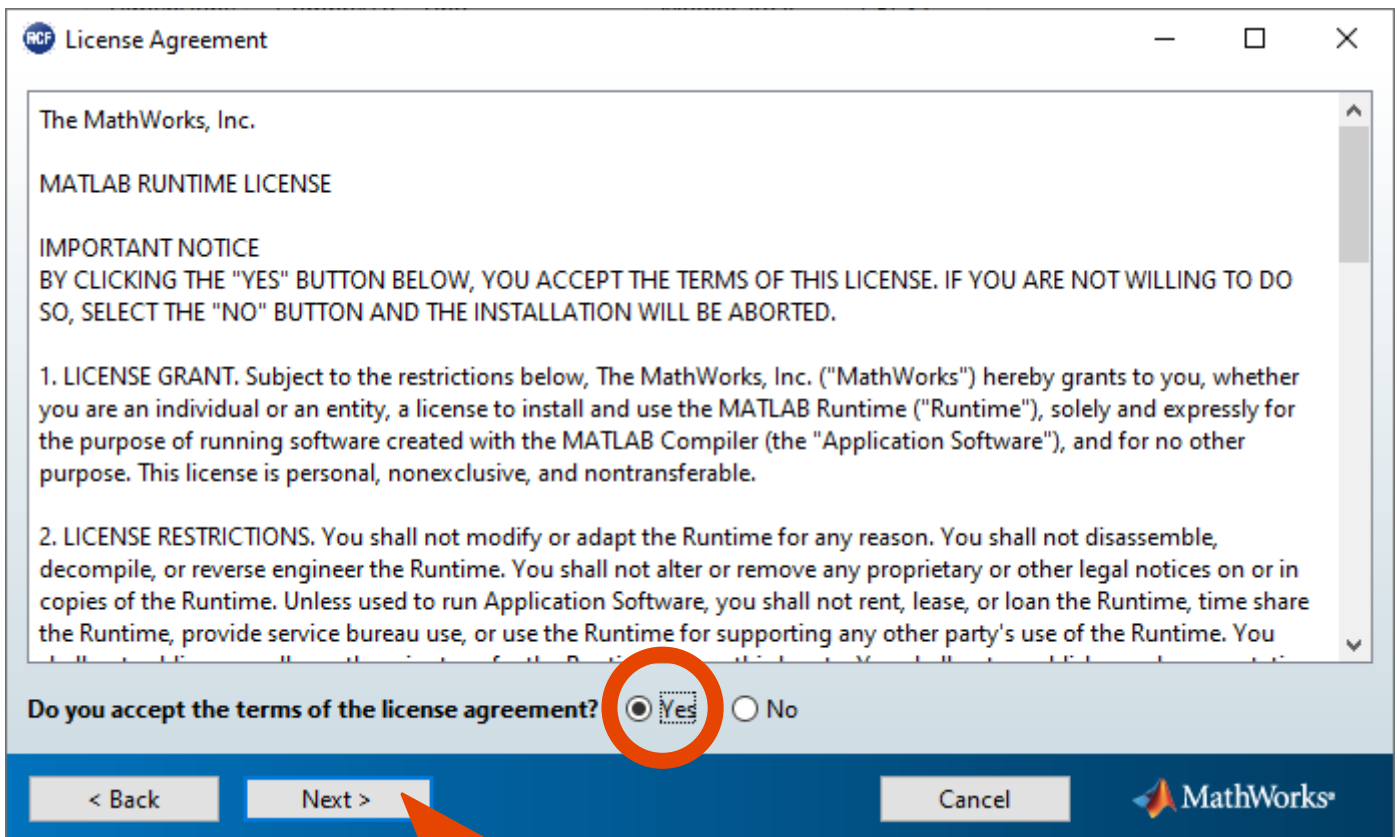 RCF License Agreement
The MathWorks, Inc.
MATLAB RUNTIME LICENSE
IMPORTANT NOTICE
BY CLICKING THE "YES" BUTTON BELOW, YOU ACCEPT THE TERMS OF THIS LICENSE. IF YOU ARE NOT WILLING TO DO
SO, SELECT THE "NO" BUTTON AND THE INSTALLATION WILL BE ABORTED.
1. LICENSE GRANT. Subject to the restrictions below, The MathWorks, Inc. ("MathWorks") hereby grants to you, whether
you are an individual or an entity, a license to install and use the MATLAB Runtime ("Runtime"), solely and expressly for
the purpose of running software created with the MATLAB Compiler (the "Application Software"), and for no other
purpose. This license is personal, nonexclusive, and nontransferable.
2. LICENSE RESTRICTIONS. You shall not modify or adapt the Runtime for any reason. You shall not disassemble,
decompile, or reverse engineer the Runtime. You shall not alter or remove any proprietary or other legal notices on or in
copies of the Runtime. Unless used to run Application Software, you shall not rent, lease, or loan the Runtime, time share
the Runtime, provide service bureau use, or use the Runtime for supporting any other party's use of the Runtime. You
Do you accept the terms of the license agreement? Yes No
< Back Next > Cancel MathWorks®